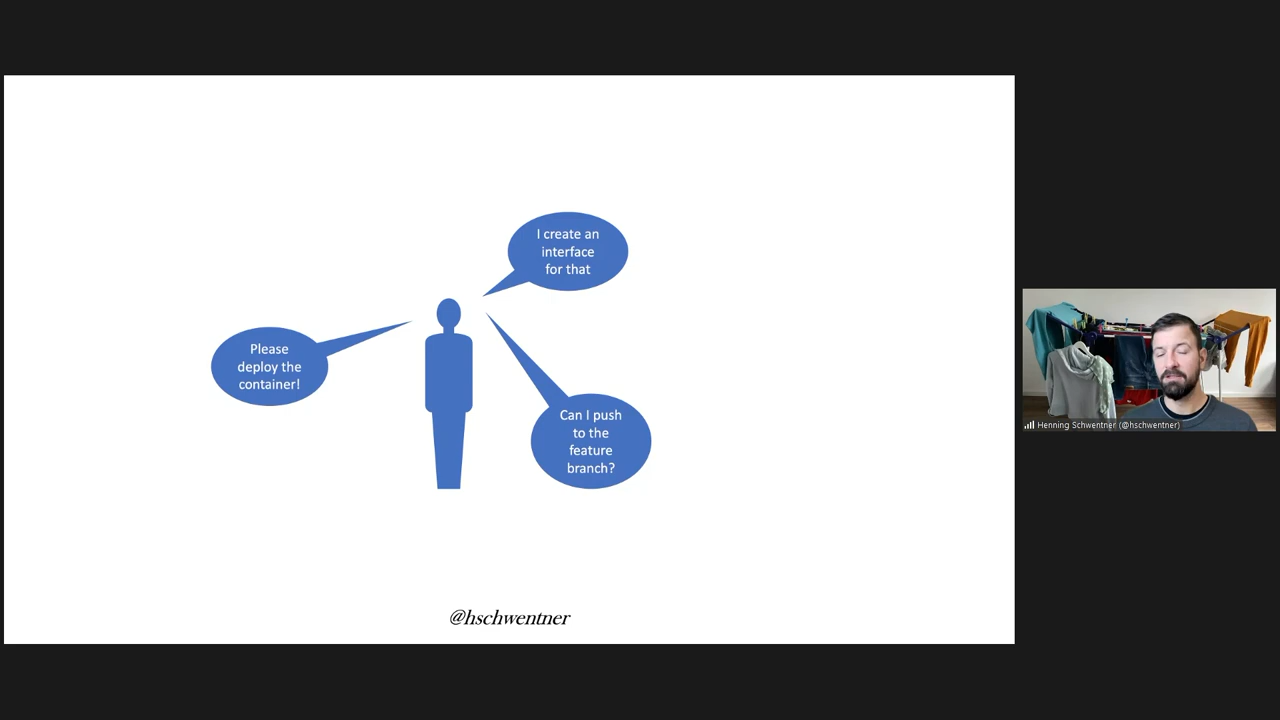 I create an
interface
for that
Please
deploy the
container!
Can I push
to the
feature
branch?
@hschwentner
Henning Schwentner (@hschwentner)